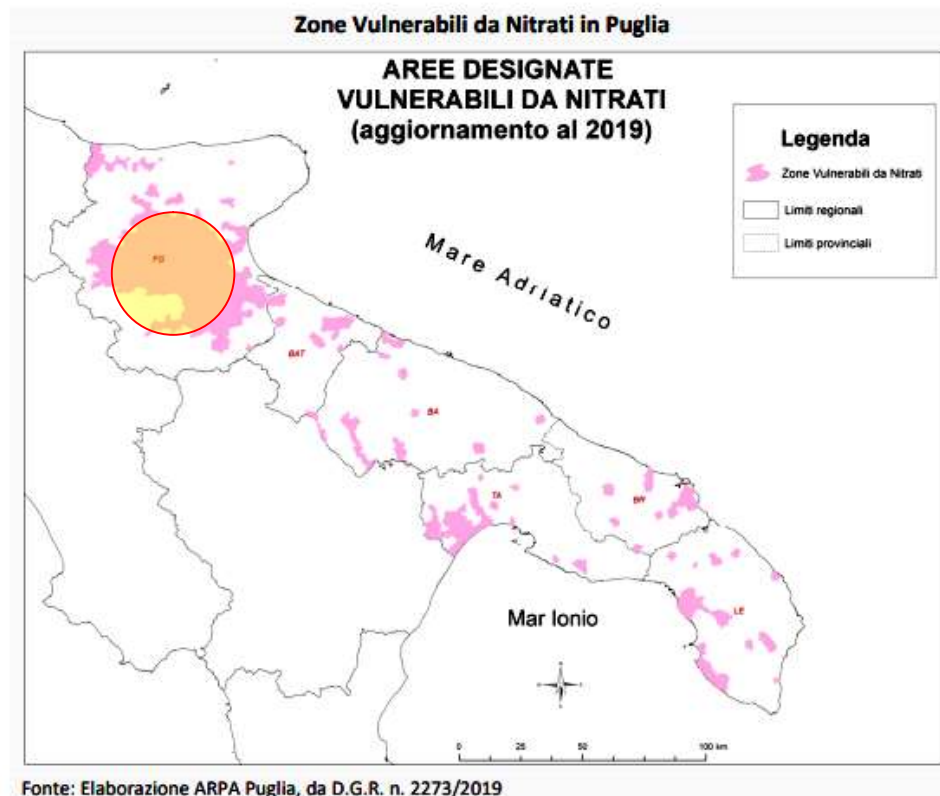 Zone Vulnerabili da Nitrati in Puglia
AREE DESIGNATE
VULNERABILI DA NITRATI
(aggiornamento al 2019)
Legenda
Zone Vulnerabili da Nitrati
Limiti regionali
Limiti provinciali
Mare Adriatico
FG
BAT
BA
TA
BR
LE
Mar Ionio
0 25 50 100 km
Fonte: Elaborazione ARPA Puglia, da D.G.R. n. 2273/2019